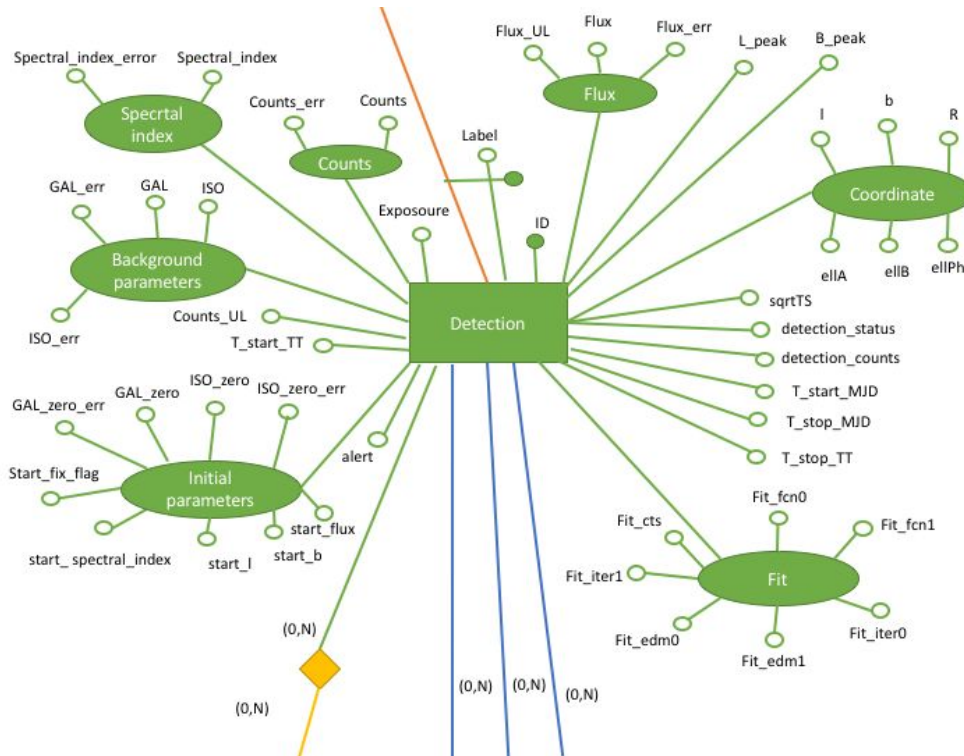 Flux_UL
Flux
Flux_err
L_peak
B_peak
Spectral_index_error
Spectral_index
Specrtal
index
Counts_err
Counts
Counts
Flux
Label
l
b
R
Coordinate
ellA
ellB
ellPh
GAL_err
GAL
ISO
Background
parameters
ISO_err
Exposoure
ID
Detection
Counts_UL
T_start_TT
sqrtTS
detection_status
detection_counts
T_start_MJD
T_stop_MJD
T_stop_TT
GAL_zero_err
GAL_zero
ISO_zero
ISO_zero_err
Start_fix_flag
Initial
parameters
alert
start_ spectral_index
start_l
start_b
start_flux
Fit_cts
Fit_fcn0
Fit_fcn1
Fit_iter1
Fit
Fit_edm0
Fit_edm1
Fit_iter0
(0,N)
(0,N)
(0,N)
(0,N)
(0,N)